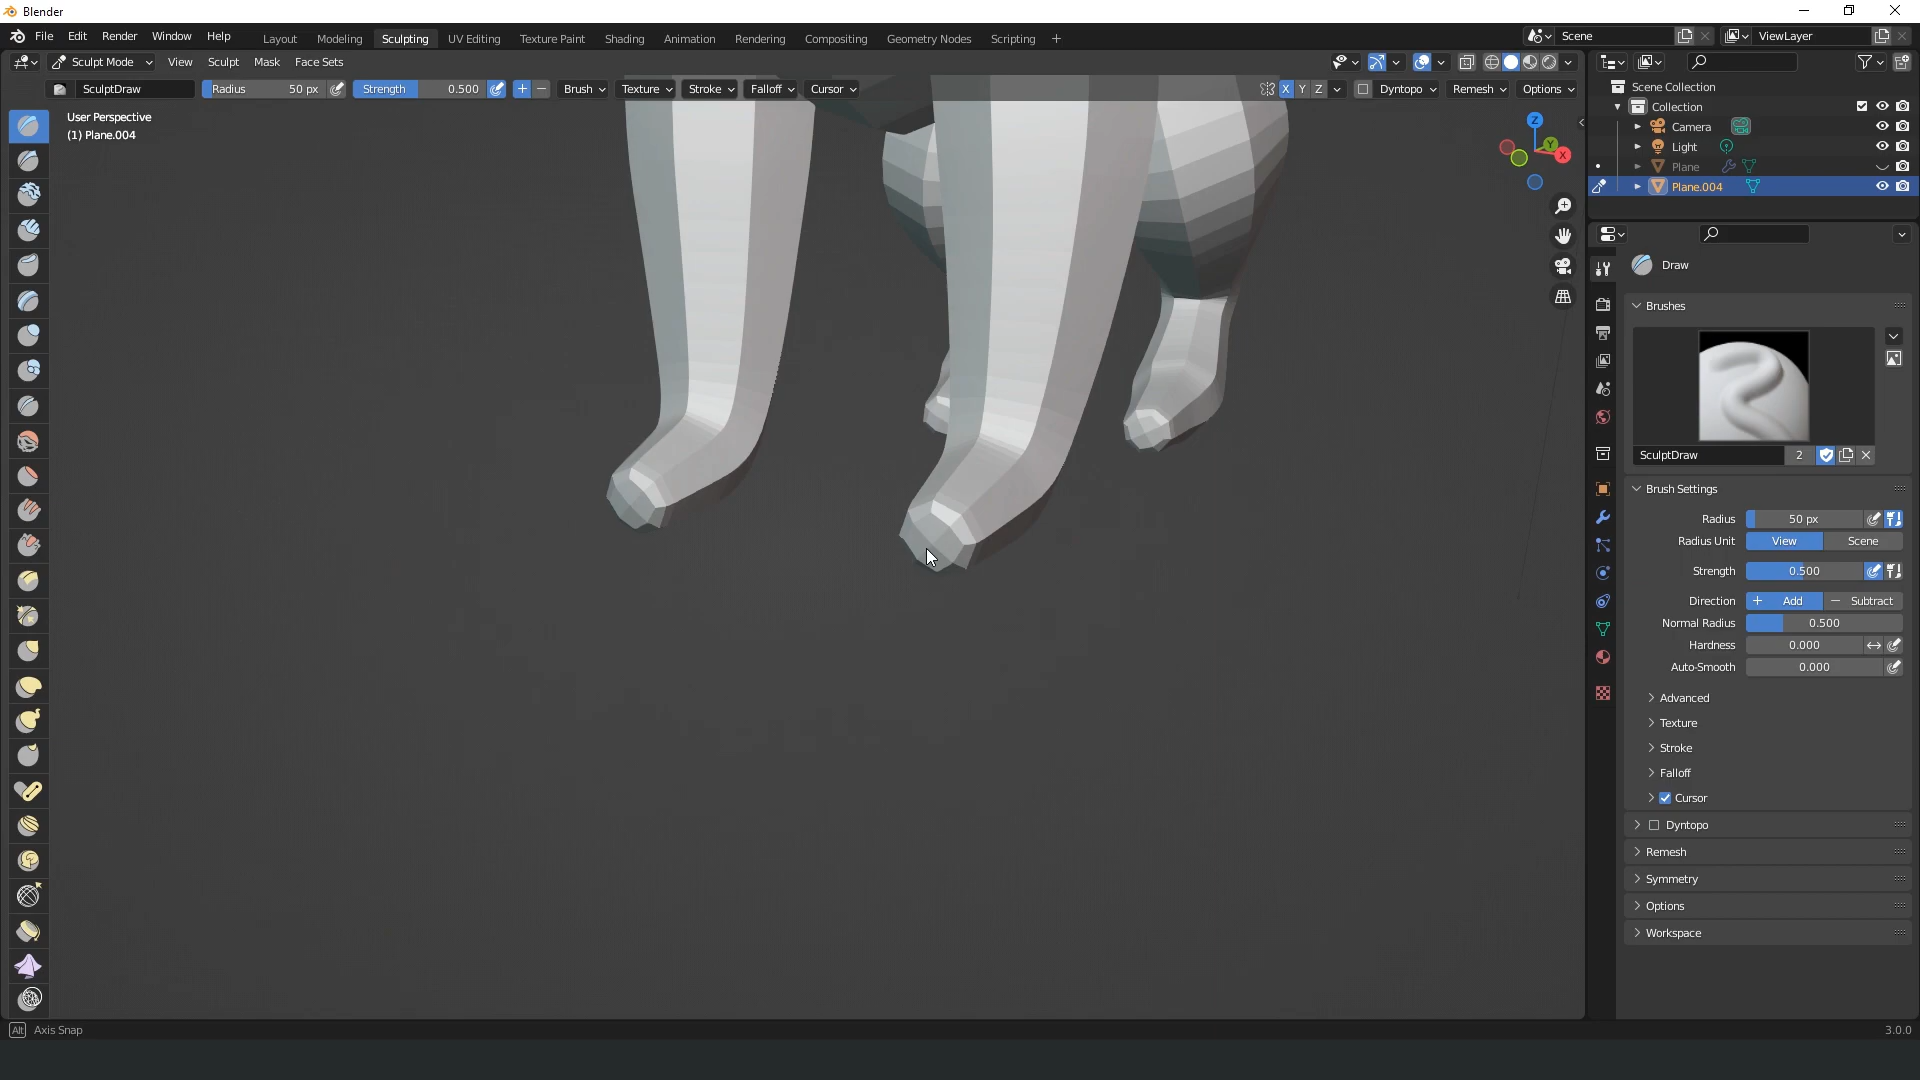 Blender
File Edit Render Window Help Layout Modeling Sculpting UV Editing Texture Paint Shading Animation Rendering Compositing Geometry Nodes Scripting + Scene ViewLayer
Sculpt Mode View Sculpt Mask Face Sets
SculptDraw Radius 50 px Strength 0.500 + − Brush Texture Stroke Falloff Cursor X Y Z Dyntopo Remesh Options
User Perspective
(1) Plane.004
Z
Y
X
Scene Collection
Collection
Camera
Light
Plane
Plane.004
Draw
Brushes
SculptDraw 2
Brush Settings
Radius 50 px
Radius Unit View Scene
Strength 0.500
Direction + Add − Subtract
Normal Radius 0.500
Hardness 0.000
Auto-Smooth 0.000
Advanced
Texture
Stroke
Falloff
Cursor
Dyntopo
Remesh
Symmetry
Options
Workspace
Alt Axis Snap 3.0.0